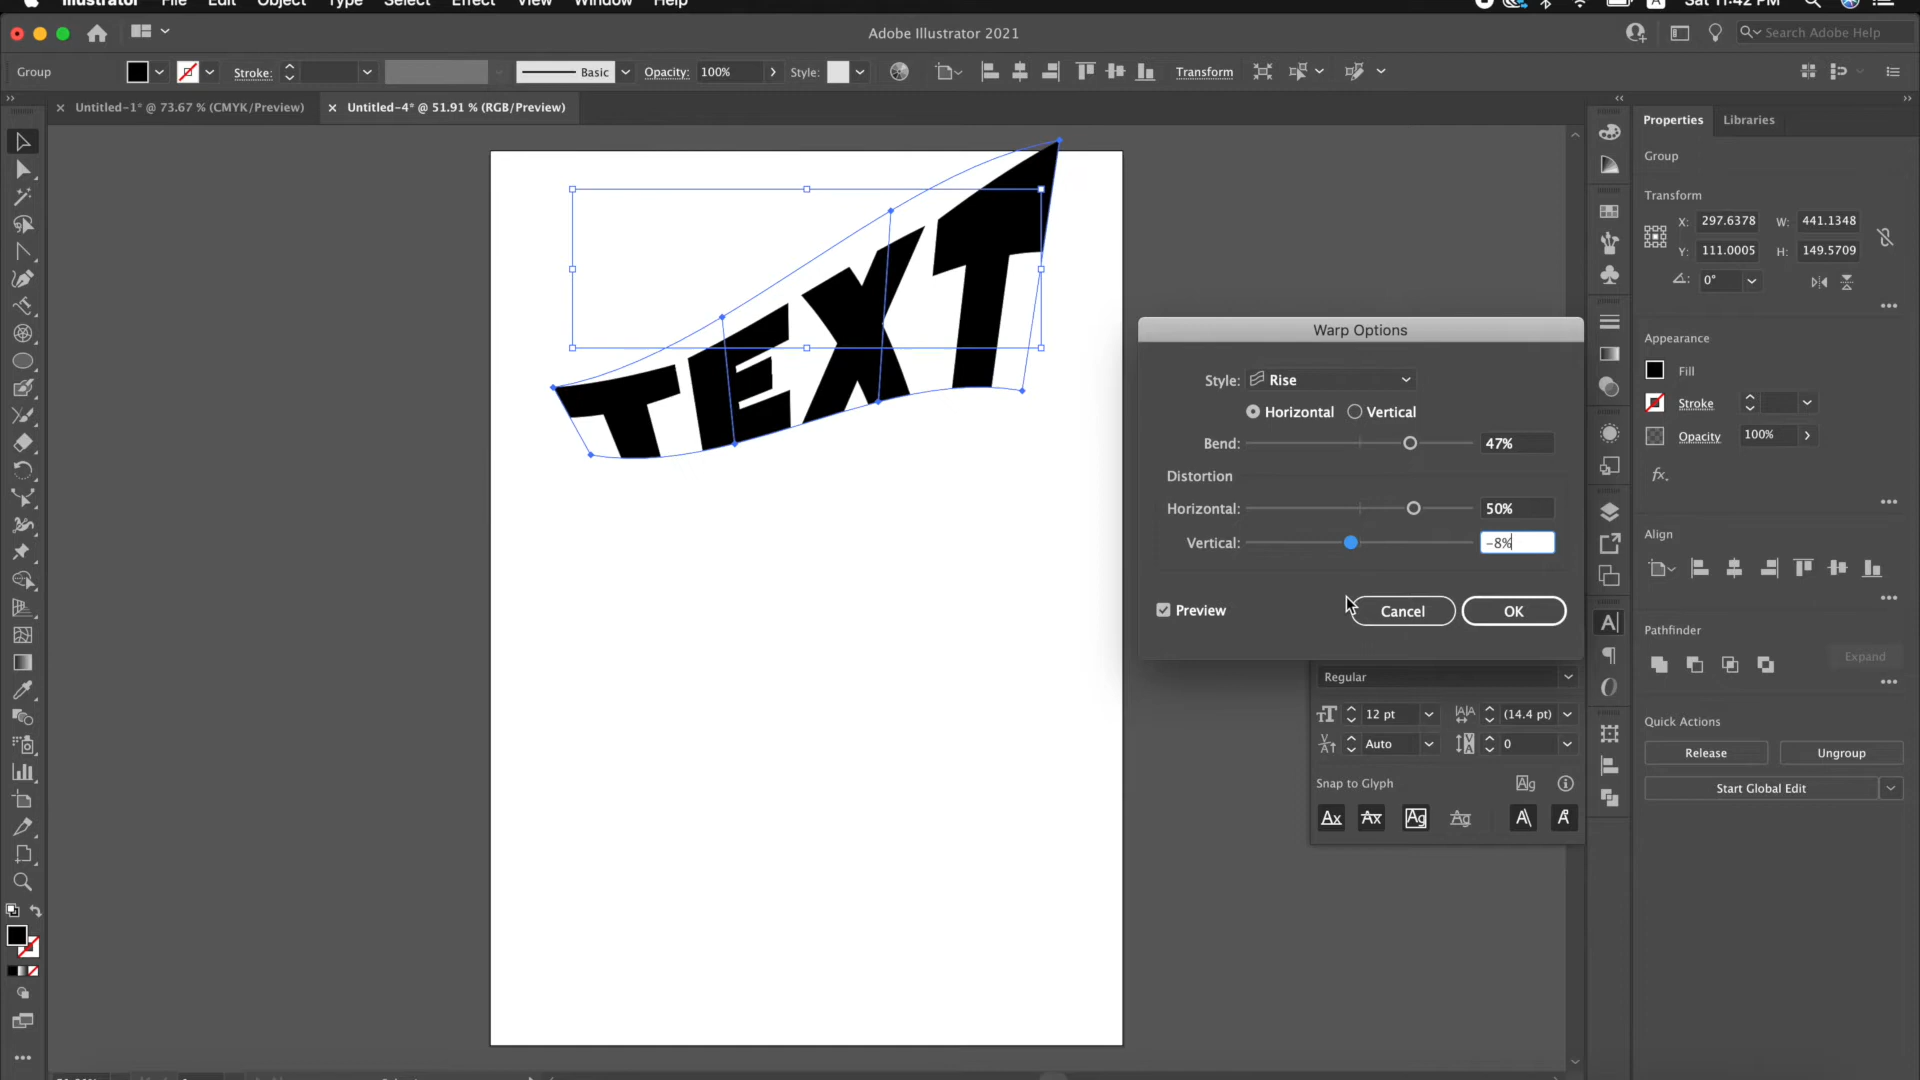 Illustrator File Edit Object Type Select Effect View Window Help
A Sat 11:42 PM
Adobe Illustrator 2021
Search Adobe Help
Group Stroke: Basic Opacity: 100% Style: Transform
Untitled-1* @ 73.67 % (CMYK/Preview) Untitled-4* @ 51.91 % (RGB/Preview)
Properties Libraries
Group
Transform
X: 297.6378 W: 441.1348
Y: 111.0005 H: 149.5709
0°
Appearance
Fill
Stroke
Opacity 100%
fx.
Align
Pathfinder
Expand
Quick Actions
Release Ungroup
Start Global Edit
TEXT
Warp Options
Style: Rise
Horizontal Vertical
Bend: 47%
Distortion
Horizontal: 50%
Vertical: -8%
Preview Cancel OK
Regular
12 pt (14.4 pt)
Auto 0
Snap to Glyph